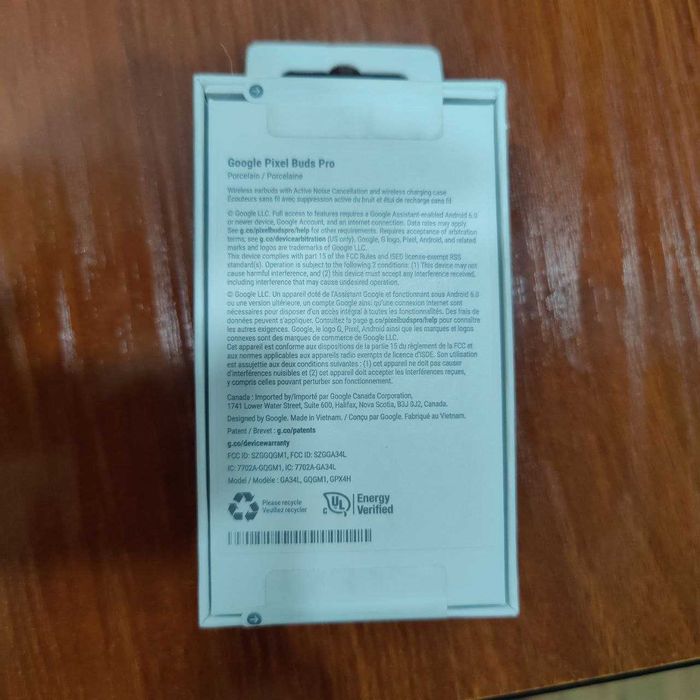 Google Pixel Buds Pro
Porcelain / Porcelaine
Wireless earbuds with Active Noise Cancellation and wireless charging case
Écouteurs sans fil avec suppression active du bruit et étui de recharge sans fil
© Google LLC. Full access to features requires a Google Assistant-enabled Android 6.0
or newer device, Google Account, and an internet connection. Data rates may apply.
See g.co/pixelbudspro/help for other requirements. Requires acceptance of arbitration
terms; see g.co/devicearbitration (US only). Google, G logo, Pixel, Android, and related
marks and logos are trademarks of Google LLC.
This device complies with part 15 of the FCC Rules and ISED license-exempt RSS
standard(s). Operation is subject to the following 2 conditions: (1) This device may not
cause harmful interference, and (2) this device must accept any interference received,
including interference that may cause undesired operation.
© Google LLC. Un appareil doté de l'Assistant Google et fonctionnant sous Android 6.0
ou une version ultérieure, un compte Google ainsi qu'une connexion Internet sont
nécessaires pour disposer d'un accès intégral à toutes les fonctionnalités. Des frais de
données peuvent s'appliquer. Consultez la page g.co/pixelbudspro/help pour connaître
les autres exigences. Google, le logo G, Pixel, Android ainsi que les marques et logos
connexes sont des marques de commerce de Google LLC.
Cet appareil est conforme aux dispositions de la partie 15 du règlement de la FCC et
aux normes applicables aux appareils radio exempts de licence d'ISDE. Son utilisation
est assujettie aux deux conditions suivantes : (1) cet appareil ne doit pas causer
d'interférences nuisibles et (2) cet appareil doit accepter les interférences reçues,
y compris celles pouvant perturber son fonctionnement.
Canada : Imported by/Importé par Google Canada Corporation,
1741 Lower Water Street, Suite 600, Halifax, Nova Scotia, B3J 0J2, Canada.
Designed by Google. Made in Vietnam. / Conçu par Google. Fabriqué au Vietnam.
Patent / Brevet : g.co/patents
g.co/devicewarranty
FCC ID: SZGGQGM1, FCC ID: SZGGA34L
IC: 7702A-GQGM1, IC: 7702A-GA34L
Model / Modèle : GA34L, GQGM1, GPX4H
Please recycle
Veuillez recycler
C UL Energy
Verified